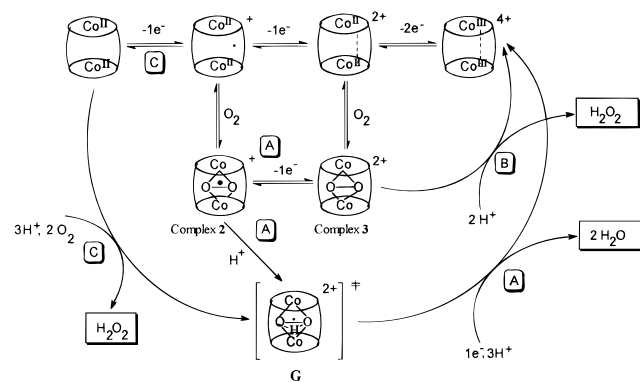 Co^II Co^II
-1e⁻
C
Co^II Co^II +
-1e⁻
Co^II Co^II 2+
-2e⁻
Co^III Co^III 4+
O₂
O₂
H₂O₂
A
B
Co O O Co +
-1e⁻
Co O O Co 2+
Complex 2
Complex 3
A
2 H⁺
3H⁺, 2 O₂
C
H⁺
2 H₂O
A
H₂O₂
Co O O H Co 2+ ‡
1e⁻, 3H⁺
G